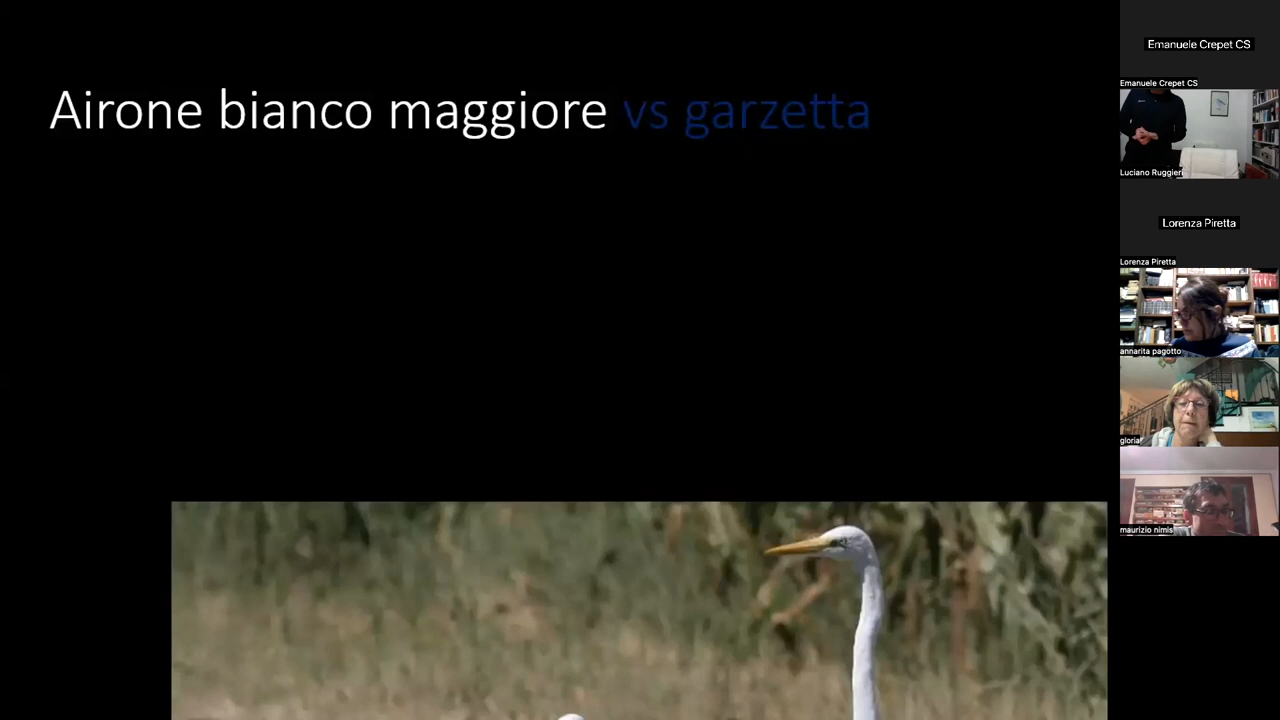 Airone bianco maggiore vs garzetta
Emanuele Crepet CS
Emanuele Crepet CS
Luciano Ruggieri
Lorenza Piretta
Lorenza Piretta
annarita pagotto
gloria
maurizio nimis